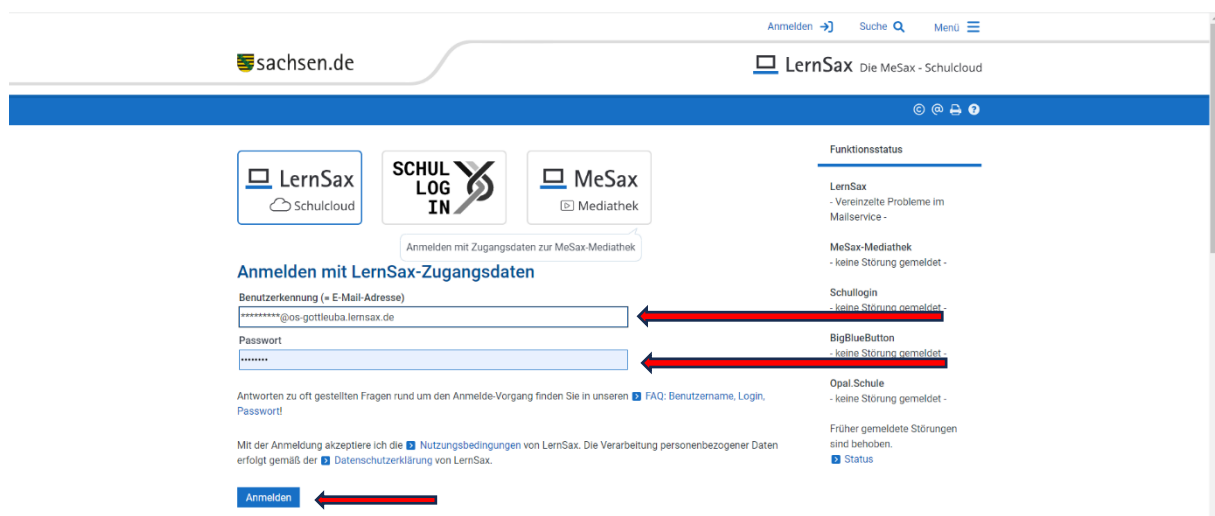 Anmelden Suche Menü
sachsen.de
LernSax Die MeSax - Schulcloud
LernSax
Schulcloud
SCHUL
LOG
IN
MeSax
Mediathek
Anmelden mit Zugangsdaten zur MeSax-Mediathek
Anmelden mit LernSax-Zugangsdaten
Benutzerkennung (= E-Mail-Adresse)
*********@os-gottleuba.lernsax.de
Passwort
••••••••
Antworten zu oft gestellten Fragen rund um den Anmelde-Vorgang finden Sie in unseren FAQ: Benutzername, Login,
Passwort!
Mit der Anmeldung akzeptiere ich die Nutzungsbedingungen von LernSax. Die Verarbeitung personenbezogener Daten
erfolgt gemäß der Datenschutzerklärung von LernSax.
Anmelden
Funktionsstatus
LernSax
- Vereinzelte Probleme im
Mailservice -
MeSax-Mediathek
- keine Störung gemeldet -
Schullogin
- keine Störung gemeldet -
BigBlueButton
- keine Störung gemeldet -
Opal.Schule
- keine Störung gemeldet -
Früher gemeldete Störungen
sind behoben.
Status